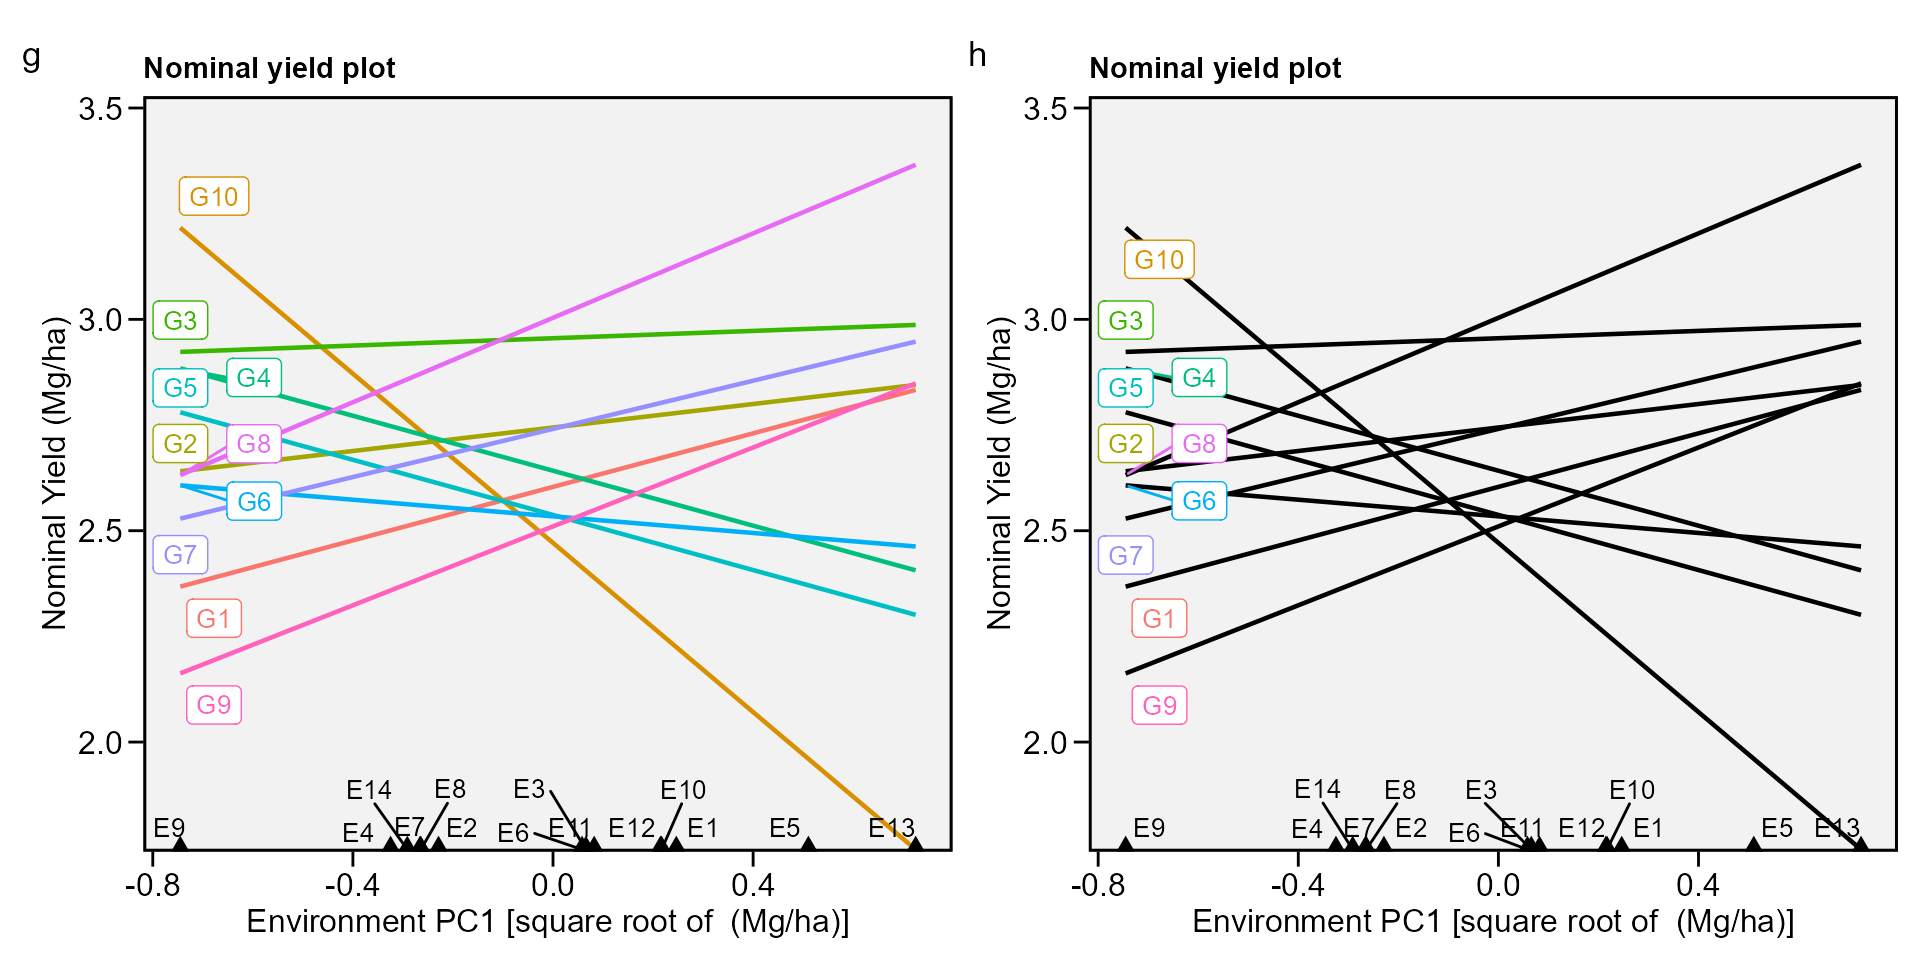 g
Nominal yield plot
3.5
3.0
2.5
2.0
Nominal Yield (Mg/ha)
G10
G3
G4
G5
G2
G8
G6
G7
G1
G9
E14
E8
E3
E10
E9
E4
E7
E2
E6
E11
E12
E1
E5
E13
-0.8
-0.4
0.0
0.4
Environment PC1 [square root of  (Mg/ha)]
h
Nominal yield plot
3.5
3.0
2.5
2.0
Nominal Yield (Mg/ha)
G10
G3
G4
G5
G2
G8
G6
G7
G1
G9
E14
E8
E3
E10
E9
E4
E7
E2
E6
E11
E12
E1
E5
E13
-0.8
-0.4
0.0
0.4
Environment PC1 [square root of  (Mg/ha)]